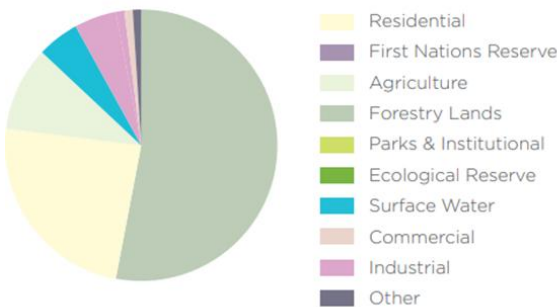 Residential
First Nations Reserve
Agriculture
Forestry Lands
Parks & Institutional
Ecological Reserve
Surface Water
Commercial
Industrial
Other